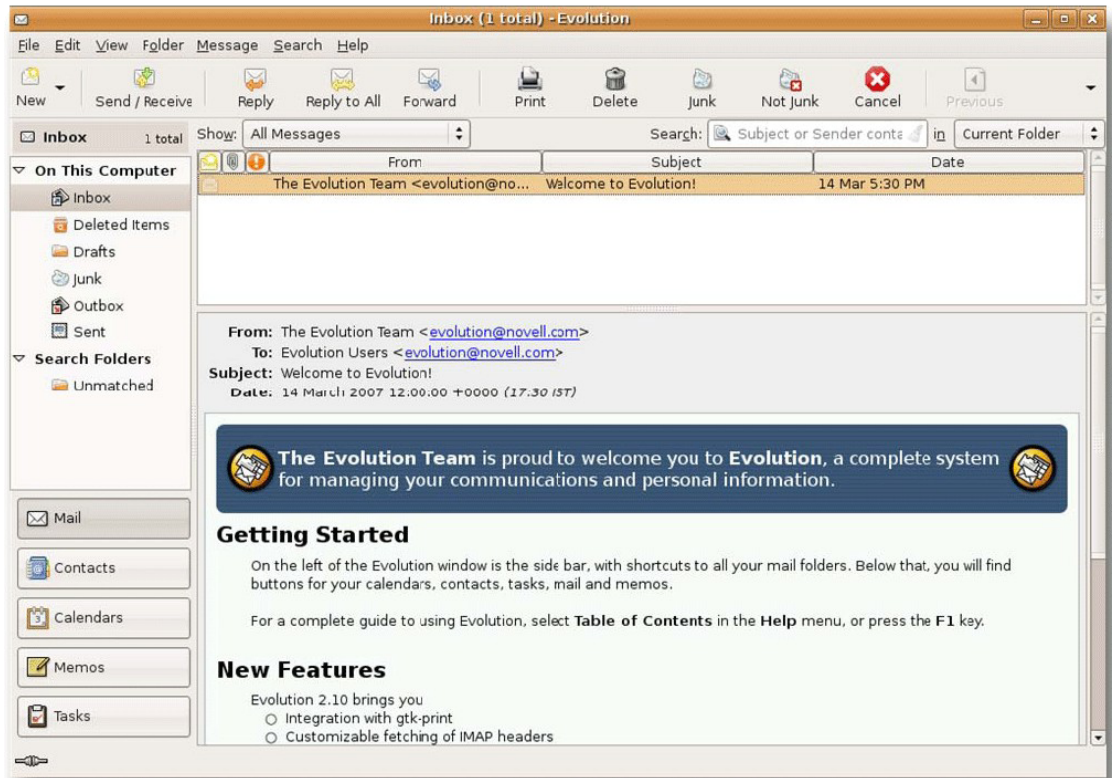 Inbox (1 total) - Evolution
File Edit View Folder Message Search Help
New Send / Receive Reply Reply to All Forward Print Delete Junk Not Junk Cancel Previous
Inbox 1 total
Show: All Messages Search: Subject or Sender conta in Current Folder
On This Computer
Inbox
Deleted Items
Drafts
Junk
Outbox
Sent
Search Folders
Unmatched
Mail
Contacts
Calendars
Memos
Tasks
From Subject Date
The Evolution Team <evolution@no... Welcome to Evolution! 14 Mar 5:30 PM
From: The Evolution Team <evolution@novell.com>
To: Evolution Users <evolution@novell.com>
Subject: Welcome to Evolution!
Date: 14 March 2007 12:00:00 +0000 (17:30 IST)
The Evolution Team is proud to welcome you to Evolution, a complete system
for managing your communications and personal information.
Getting Started
On the left of the Evolution window is the side bar, with shortcuts to all your mail folders. Below that, you will find
buttons for your calendars, contacts, tasks, mail and memos.
For a complete guide to using Evolution, select Table of Contents in the Help menu, or press the F1 key.
New Features
Evolution 2.10 brings you
Integration with gtk-print
Customizable fetching of IMAP headers